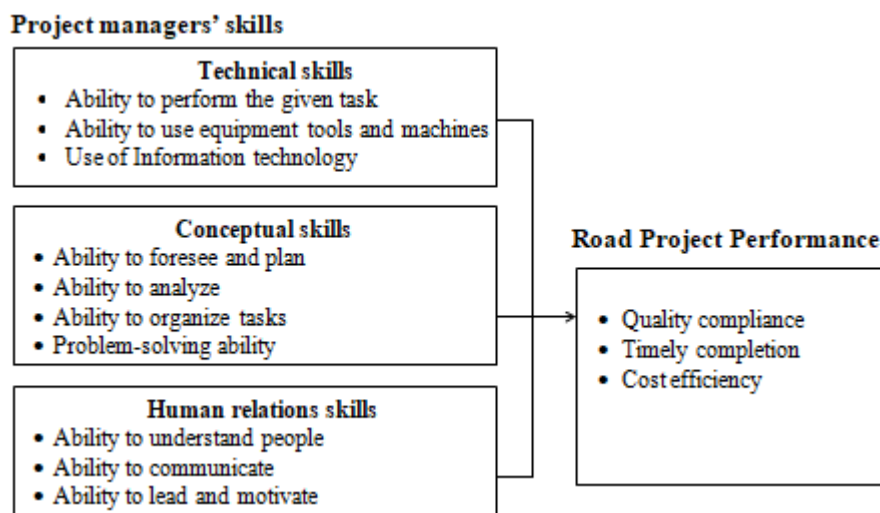 Project managers’ skills
Technical skills
• Ability to perform the given task
• Ability to use equipment tools and machines
• Use of Information technology
Conceptual skills
• Ability to foresee and plan
• Ability to analyze
• Ability to organize tasks
• Problem-solving ability
Human relations skills
• Ability to understand people
• Ability to communicate
• Ability to lead and motivate
Road Project Performance
• Quality compliance
• Timely completion
• Cost efficiency